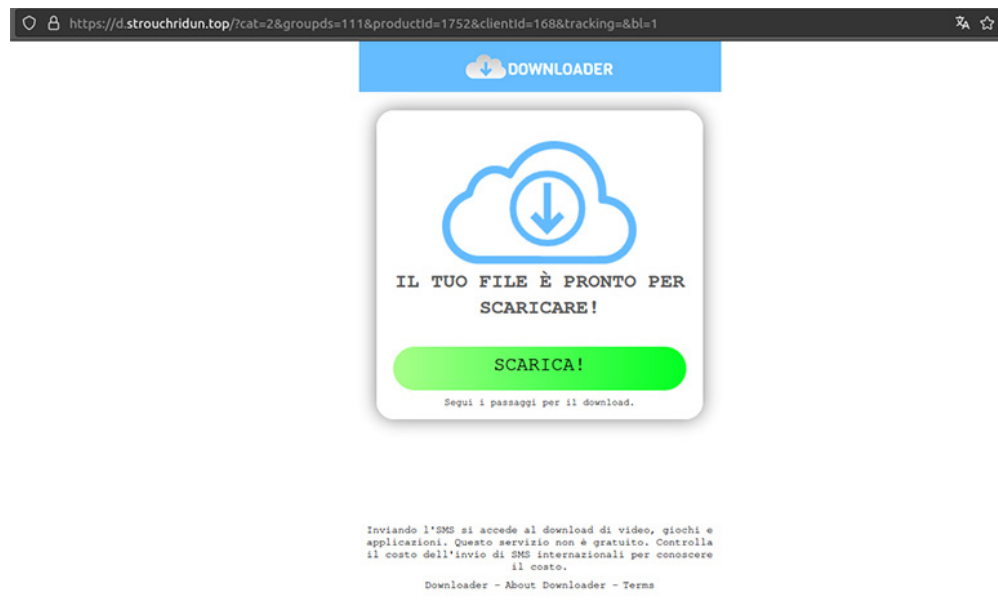 https://d.strouchridun.top/?cat=2&groupds=111&productId=1752&clientId=168&tracking=&bl=1
DOWNLOADER
IL TUO FILE È PRONTO PER
SCARICARE!
SCARICA!
Segui i passaggi per il download.
Inviando l'SMS si accede al download di video, giochi e
applicazioni. Questo servizio non è gratuito. Controlla
il costo dell'invio di SMS internazionali per conoscere
il costo.
Downloader - About Downloader - Terms